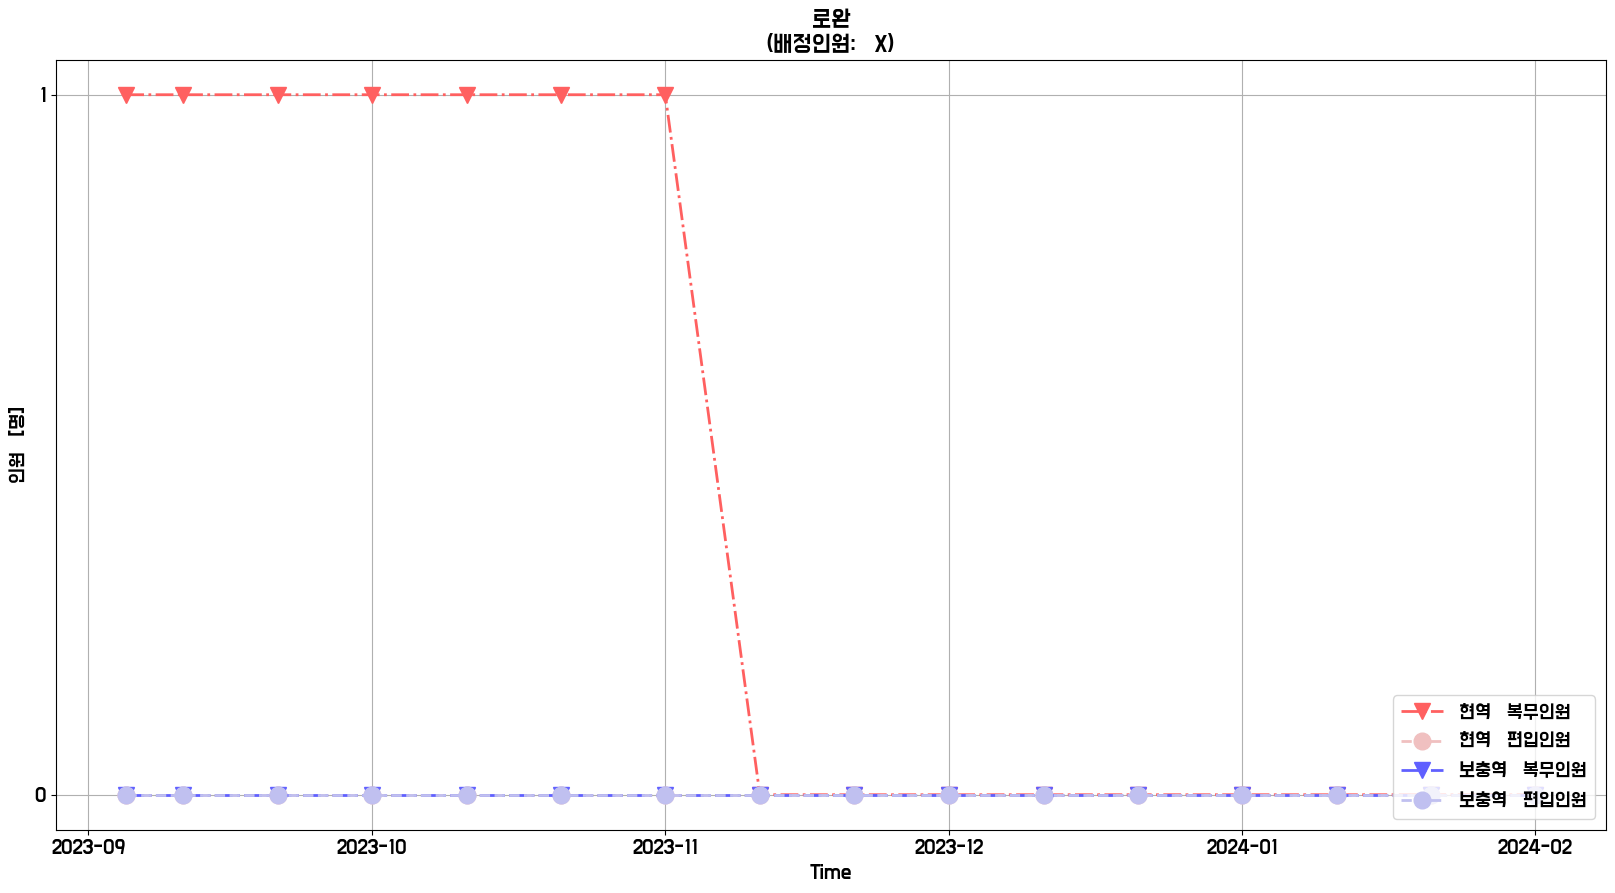 로완
(배정인원: X)
1
0
인원 [명]
현역 복무인원
현역 편입인원
보충역 복무인원
보충역 편입인원
2023-09 2023-10 2023-11 2023-12 2024-01 2024-02
Time